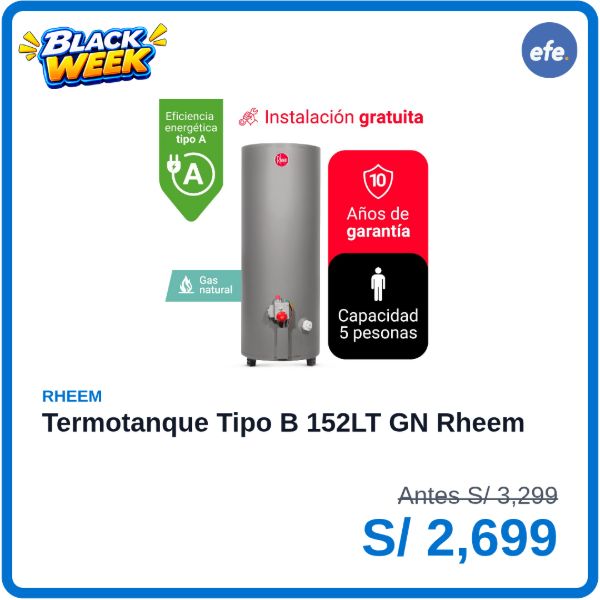 BLACK
WEEK
efe.
Eficiencia
energética
tipo A
A
Instalación gratuita
Rheem
10
Años de
garantía
Gas
natural
Capacidad
5 pesonas
RHEEM
Termotanque Tipo B 152LT GN Rheem
Antes S/ 3,299
S/ 2,699